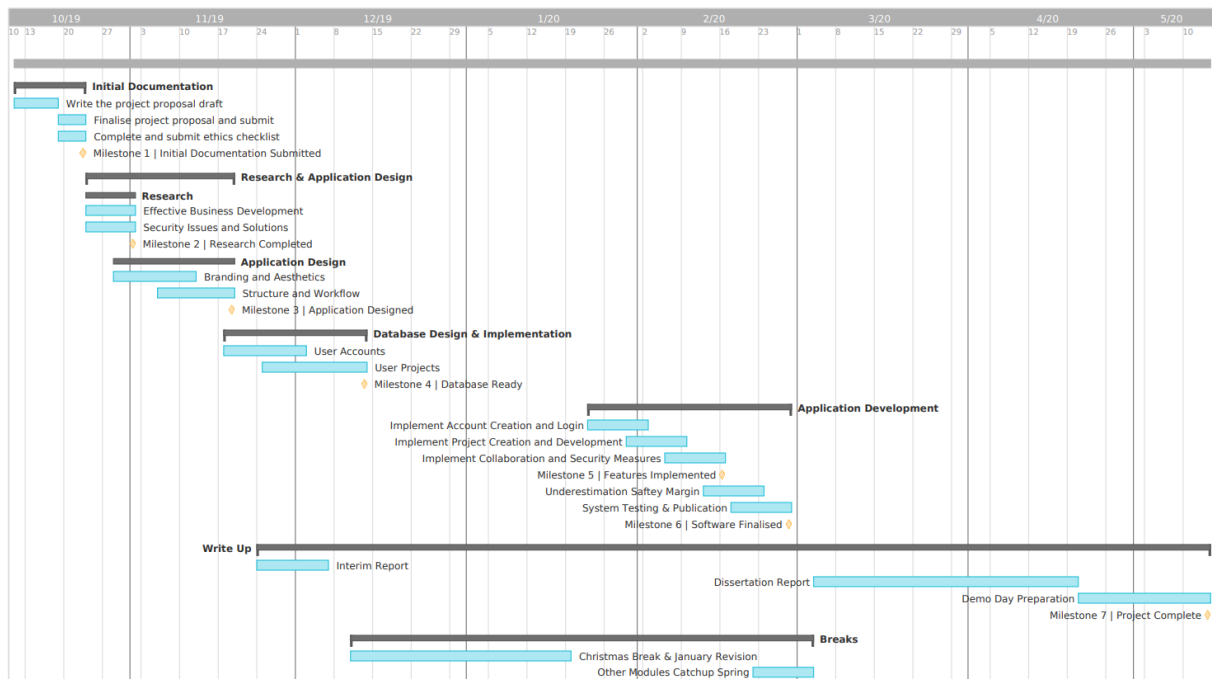 10/19 11/19 12/19 1/20 2/20 3/20 4/20 5/20
10 13 20 27 3 10 17 24 1 8 15 22 29 5 12 19 26 2 9 16 23 1 8 15 22 29 5 12 19 26 3 10
Initial Documentation
Write the project proposal draft
Finalise project proposal and submit
Complete and submit ethics checklist
Milestone 1 | Initial Documentation Submitted
Research & Application Design
Research
Effective Business Development
Security Issues and Solutions
Milestone 2 | Research Completed
Application Design
Branding and Aesthetics
Structure and Workflow
Milestone 3 | Application Designed
Database Design & Implementation
User Accounts
User Projects
Milestone 4 | Database Ready
Application Development
Implement Account Creation and Login
Implement Project Creation and Development
Implement Collaboration and Security Measures
Milestone 5 | Features Implemented
Underestimation Saftey Margin
System Testing & Publication
Milestone 6 | Software Finalised
Write Up
Interim Report
Dissertation Report
Demo Day Preparation
Milestone 7 | Project Complete
Breaks
Christmas Break & January Revision
Other Modules Catchup Spring